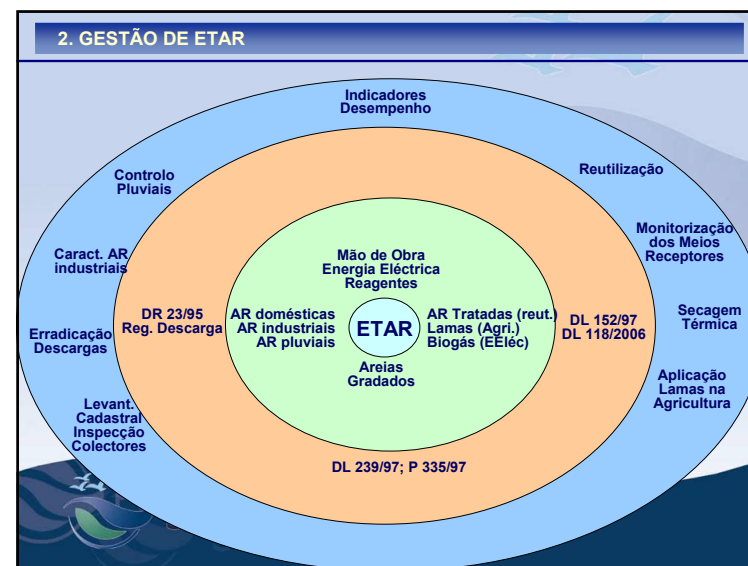 2. GESTÃO DE ETAR
Indicadores
Desempenho
Controlo
Pluviais
Reutilização
Caract. AR
industriais
Monitorização
dos Meios
Receptores
Mão de Obra
Energia Eléctrica
Reagentes
DR 23/95
Reg. Descarga
AR domésticas
AR industriais
AR pluviais
ETAR
AR Tratadas (reut.)
Lamas (Agri.)
Biogás (EEléc)
DL 152/97
DL 118/2006
Secagem
Térmica
Erradicação
Descargas
Areias
Gradados
Aplicação
Lamas na
Agricultura
Levant.
Cadastral
Inspecção
Colectores
DL 239/97; P 335/97